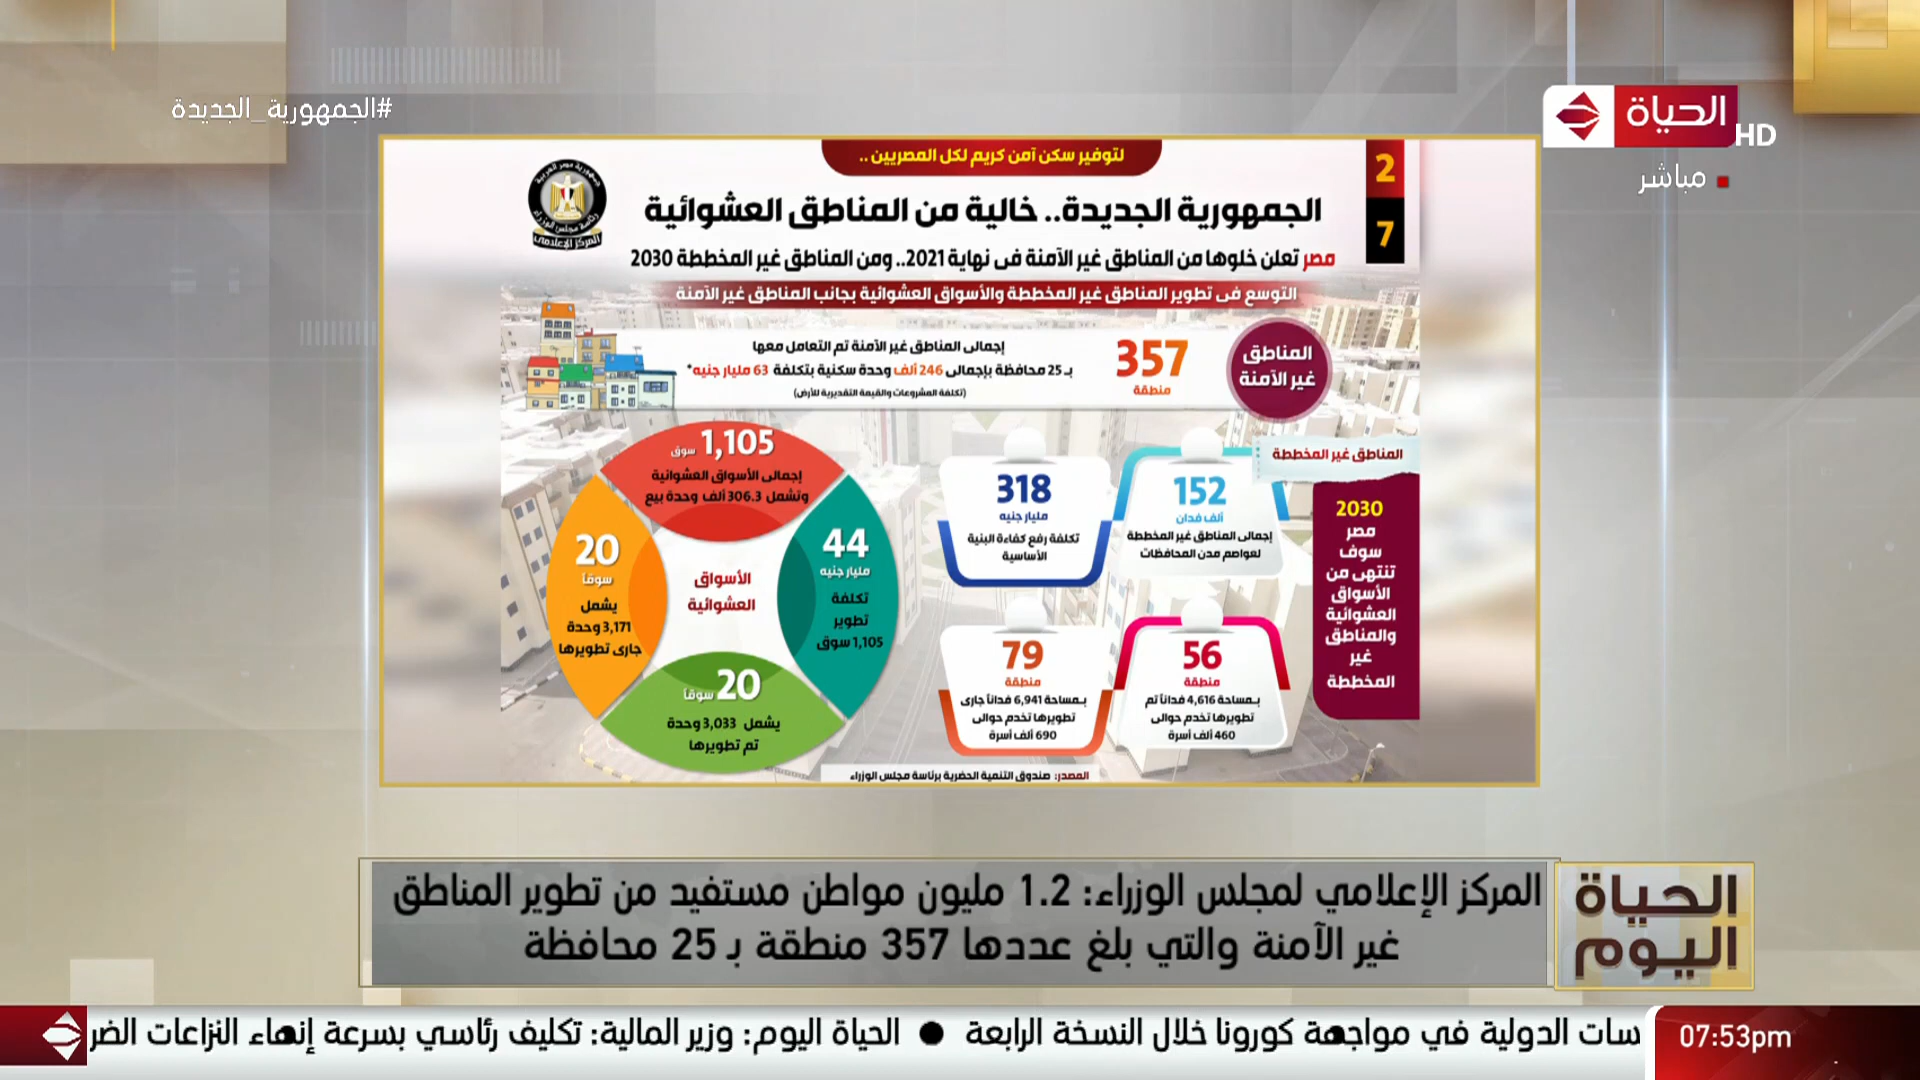 #الجمهورية_الجديدة
الحياة
HD
مباشر
لتوفير سكن آمن كريم لكل المصريين ..
2
7
جمهورية مصر العربية
رئاسة مجلس الوزراء
المركز الإعلامى
الجمهورية الجديدة.. خالية من المناطق العشوائية
مصر تعلن خلوها من المناطق غير الآمنة فى نهاية 2021.. ومن المناطق غير المخططة 2030
التوسع فى تطوير المناطق غير المخططة والأسواق العشوائية بجانب المناطق غير الآمنة
المناطق
غير الآمنة
357
منطقة
إجمالى المناطق غير الآمنة تم التعامل معها
بـ 25 محافظة بإجمالى 246 ألف وحدة سكنية بتكلفة 63 مليار جنيه*
(تكلفة المشروعات والقيمة التقديرية للأرض)
المناطق غير المخططة
2030
مصر
سوف
تنتهى من
الأسواق
العشوائية
والمناطق
غير
المخططة
152
ألف فدان
إجمالى المناطق غير المخططة
لعواصم مدن المحافظات
318
مليار جنيه
تكلفة رفع كفاءة البنية
الأساسية
56
منطقة
بـمساحة 4,616 فداناً تم
تطويرها تخدم حوالى
460 ألف أسرة
79
منطقة
بـمساحة 6,941 فداناً جارى
تطويرها تخدم حوالى
690 ألف أسرة
1,105 سوق
إجمالى الأسواق العشوائية
وتشمل 306.3 ألف وحدة بيع
44
مليار جنيه
تكلفة
تطوير
1,105 سوق
الأسواق
العشوائية
20
سوقاً
يشمل
3,171 وحدة
جارى تطويرها
20 سوقاً
يشمل 3,033 وحدة
تم تطويرها
المصدر: صندوق التنمية الحضرية برئاسة مجلس الوزراء
الحياة
اليوم
المركز الإعلامي لمجلس الوزراء: 1.2 مليون مواطن مستفيد من تطوير المناطق
غير الآمنة والتي بلغ عددها 357 منطقة بـ 25 محافظة
07:53pm
سات الدولية في مواجهة كورونا خلال النسخة الرابعة ● الحياة اليوم: وزير المالية: تكليف رئاسي بسرعة إنهاء النزاعات الضر